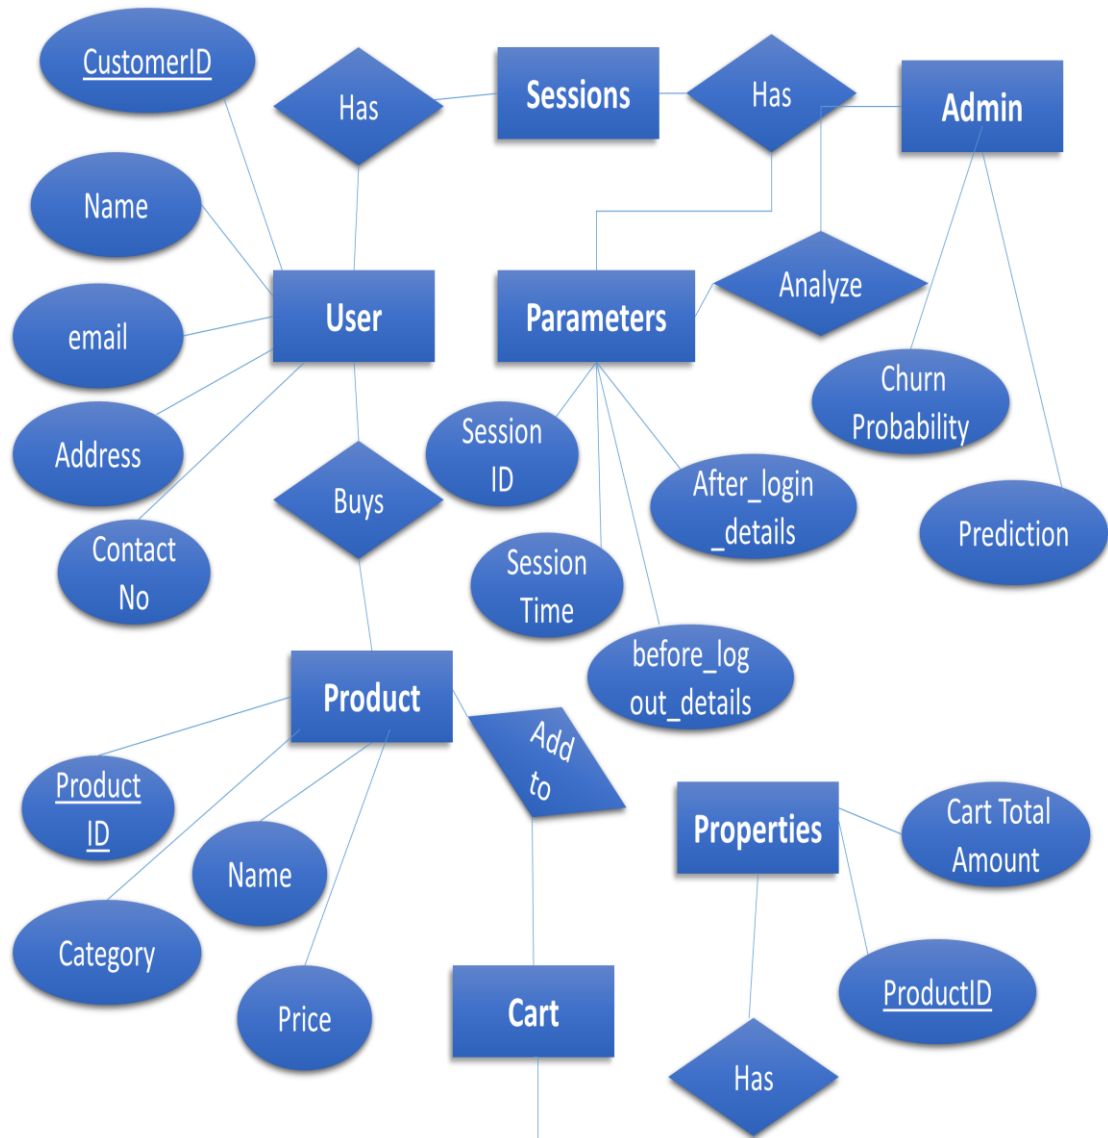 CustomerID
Has
Sessions
Has
Admin
Name
User
Parameters
Analyze
email
Address
Contact
No
Buys
Session
ID
Session
Time
After_login
_details
before_log
out_details
Churn
Probability
Prediction
Product
Add
to
Product
ID
Name
Category
Price
Cart
Properties
Cart Total
Amount
ProductID
Has